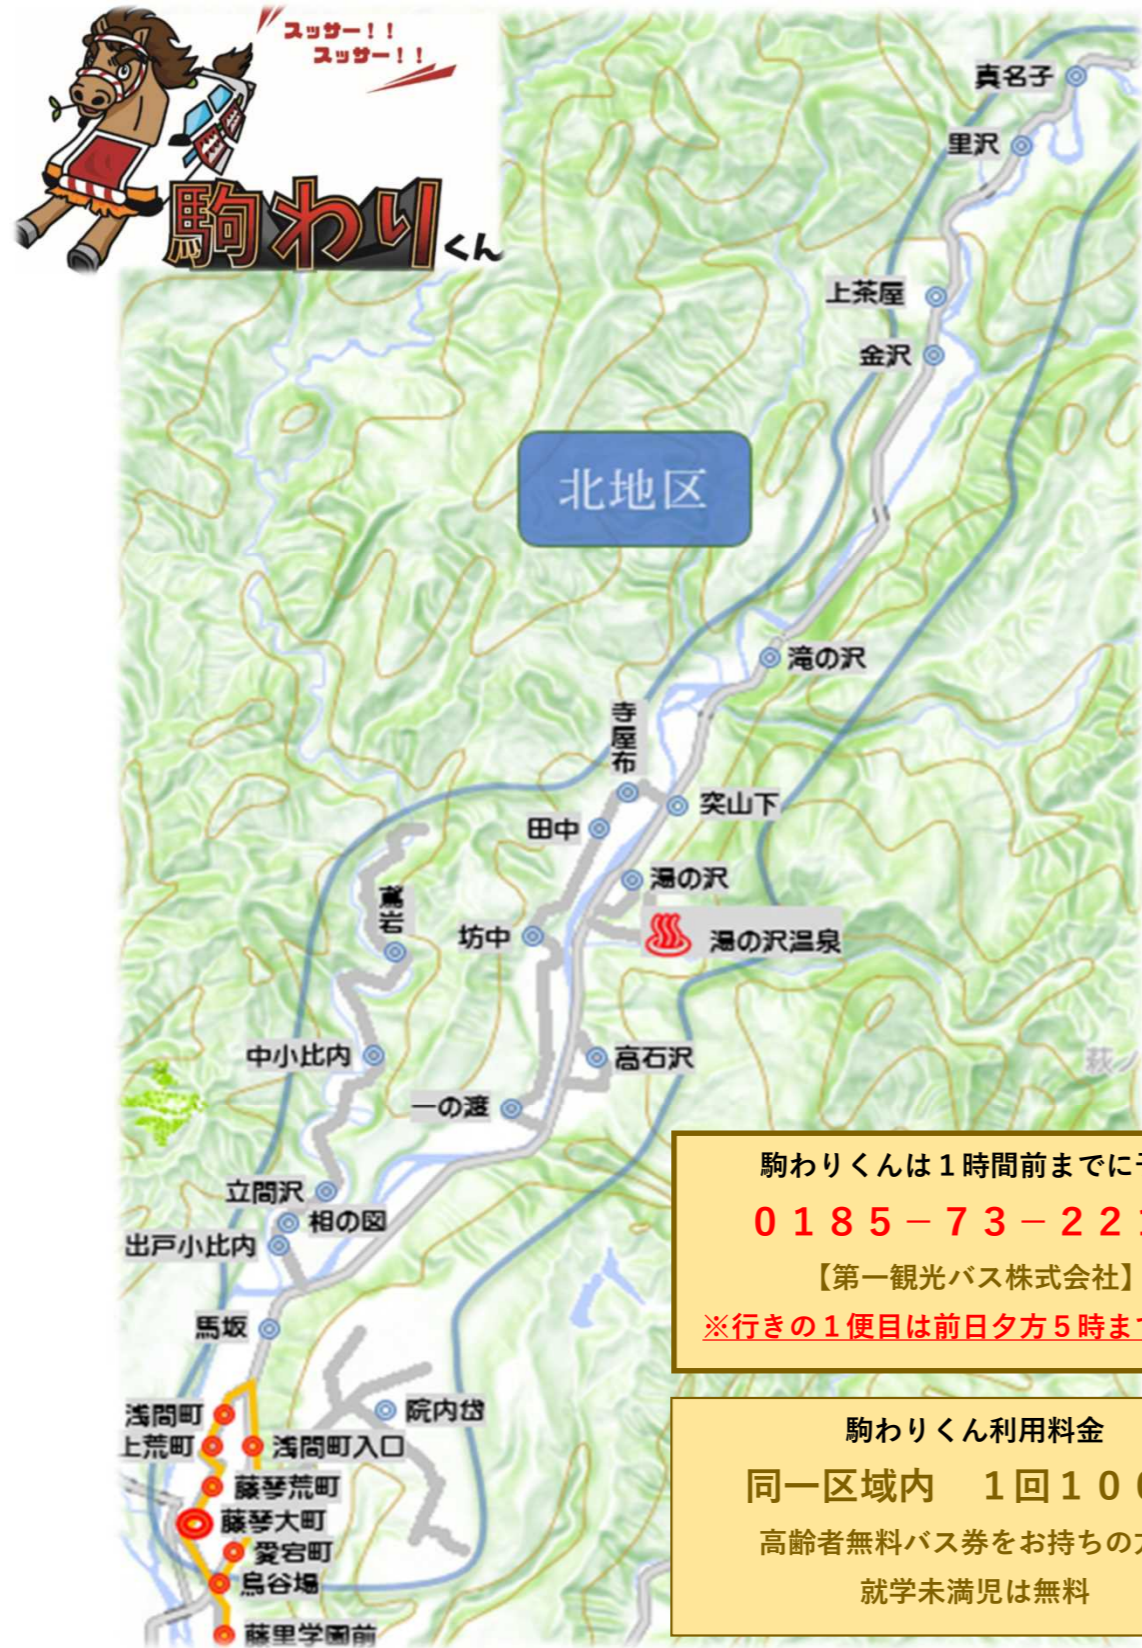 スッサー！！
スッサー！！
駒わりくん
真名子
里沢
上茶屋
金沢
北地区
滝の沢
寺屋布
突山下
田中
湯の沢
鳶岩
坊中
湯の沢温泉
中小比内
高石沢
萩ノ
一の渡
立間沢
相の図
出戸小比内
馬坂
院内岱
浅間町
上荒町
浅間町入口
藤琴荒町
藤琴大町
愛宕町
鳥谷場
藤里学園前
駒わりくんは１時間前までに
０１８５－７３－２２
【第一観光バス株式会社】
※行きの１便目は前日夕方５時ま
駒わりくん利用料金
同一区域内　１回１０
高齢者無料バス券をお持ちの
就学未満児は無料